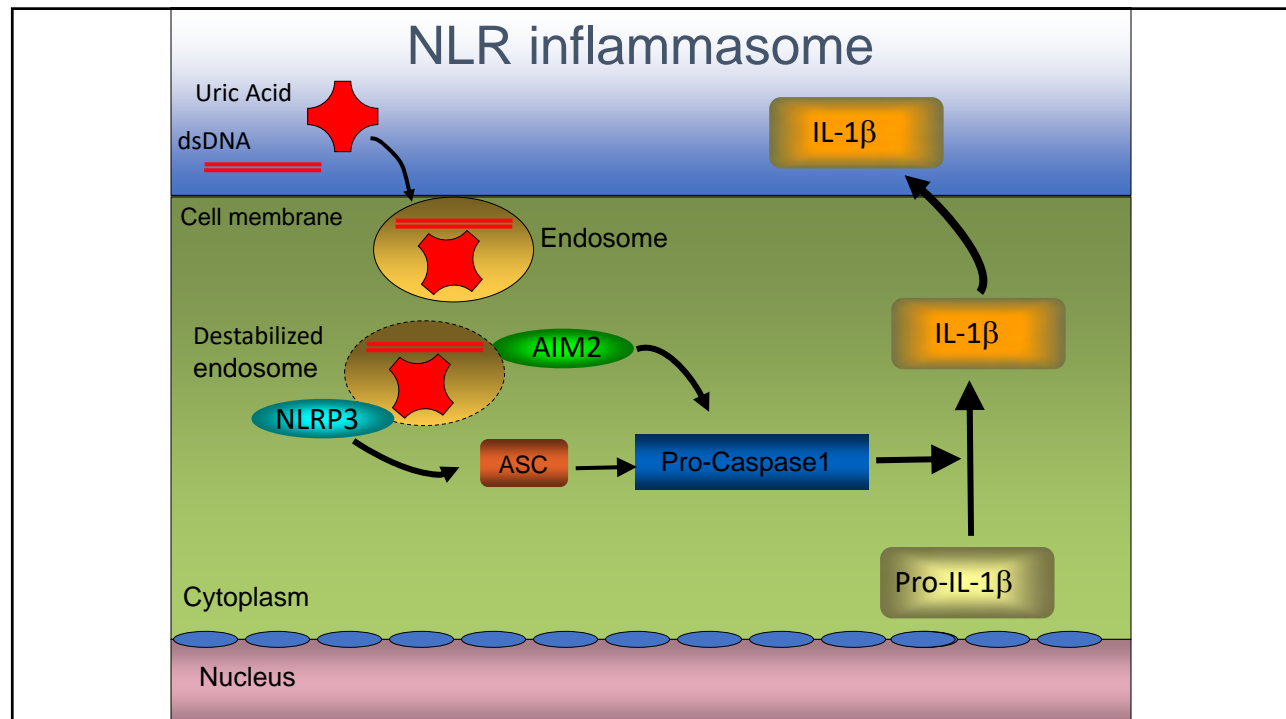 NLR inflammasome
Uric Acid
dsDNA
IL-1β
Cell membrane
Endosome
IL-1β
Destabilized
endosome
AIM2
NLRP3
ASC
Pro-Caspase1
Pro-IL-1β
Cytoplasm
Nucleus